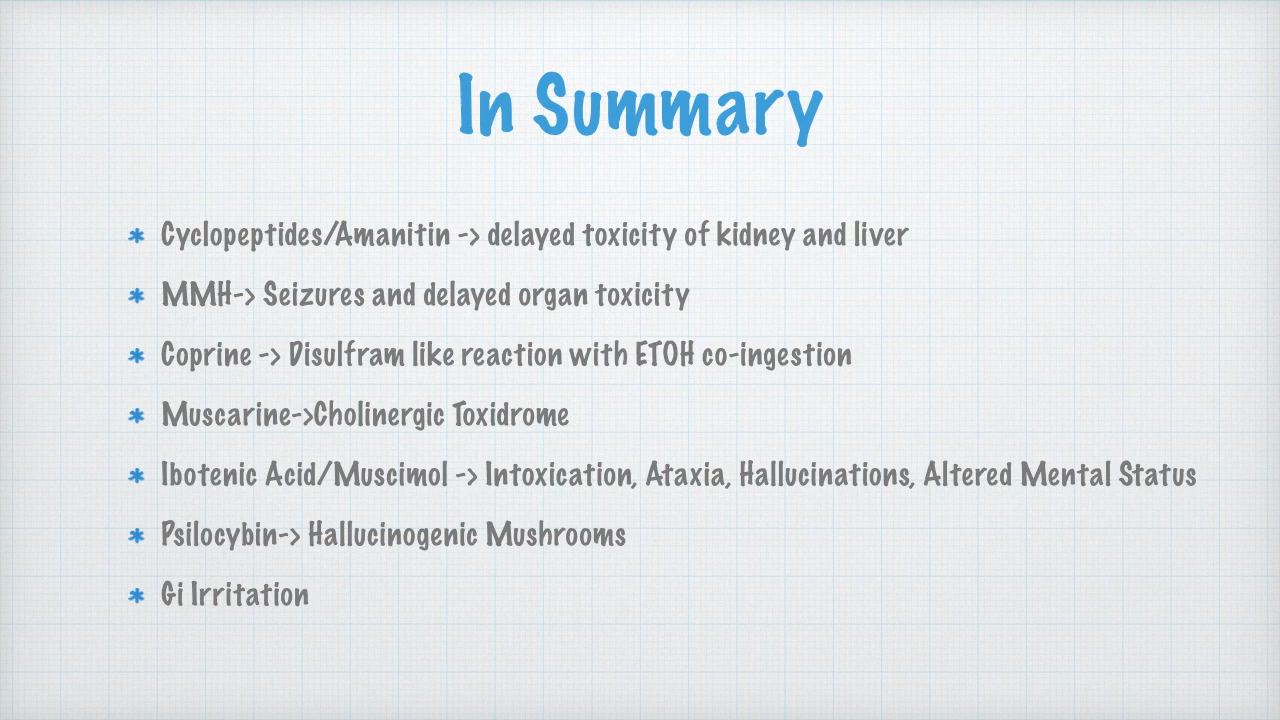 In Summary
Cyclopeptides/Amanitin -> delayed toxicity of kidney and liver
MMH-> Seizures and delayed organ toxicity
Coprine -> Disulfram like reaction with ETOH co-ingestion
Muscarine->Cholinergic Toxidrome
Ibotenic Acid/Muscimol -> Intoxication, Ataxia, Hallucinations, Altered Mental Status
Psilocybin-> Hallucinogenic Mushrooms
Gi Irritation